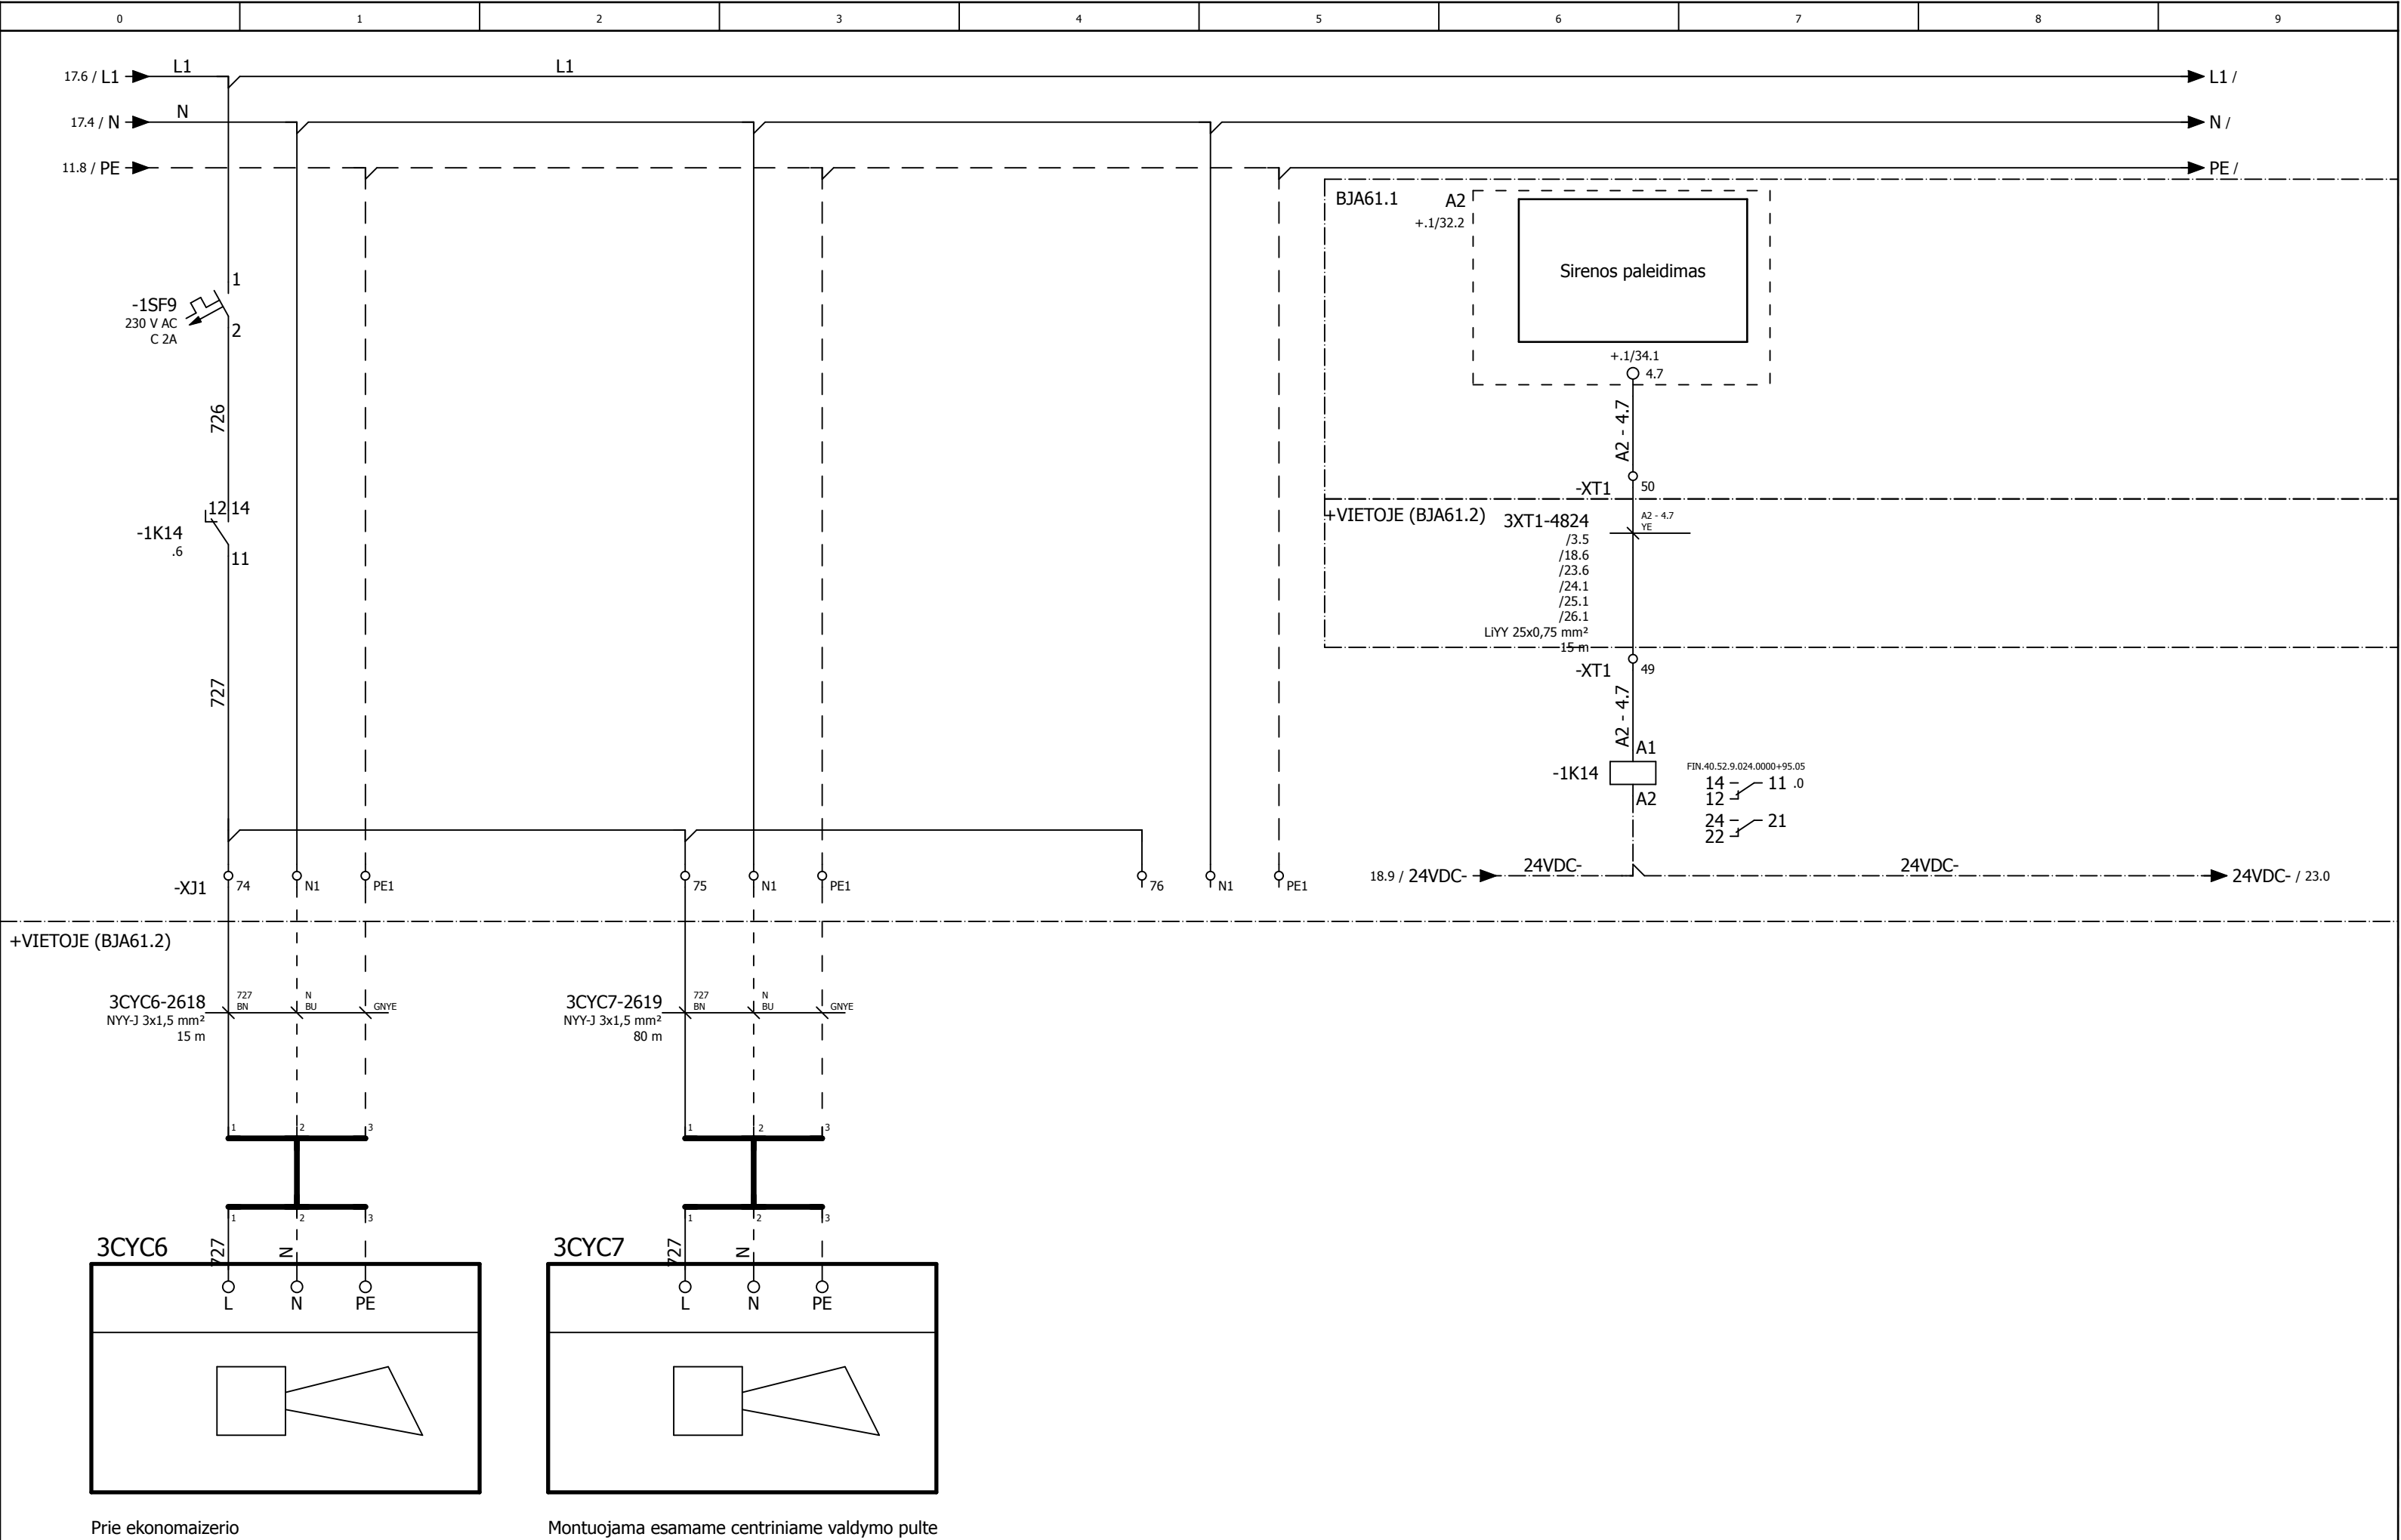 0 1 2 3 4 5 6 7 8 9
17.6 / L1 L1 L1 L1 /
17.4 / N N N /
11.8 / PE PE /
BJA61.1 A2
+.1/32.2
Sirenos paleidimas
+.1/34.1
4.7
A2 - 4.7
-XT1 50
1
-1SF9
230 V AC
C 2A
2
726
12 14
-1K14
.6
11
727
+VIETOJE (BJA61.2)
3XT1-4824
/3.5
/18.6
/23.6
/24.1
/25.1
/26.1
LiYY 25x0,75 mm²
15 m
A2 - 4.7
YE
-XT1 49
A2 - 4.7
A1
-1K14
A2
FIN.40.52.9.024.0000+95.05
14 11 .0
12
24 21
22
18.9 / 24VDC- 24VDC- 24VDC- 24VDC- / 23.0
-XJ1 74 N1 PE1 75 N1 PE1 76 N1 PE1
+VIETOJE (BJA61.2)
3CYC6-2618
NYY-J 3x1,5 mm²
15 m
727
BN
N
BU
GNYE
3CYC7-2619
NYY-J 3x1,5 mm²
80 m
727
BN
N
BU
GNYE
1 2 3 1 2 3
1 2 3 1 2 3
3CYC6 727 N
L N PE
3CYC7 727 N
L N PE
Prie ekonomaizerio
Montuojama esamame centriniame valdymo pulte